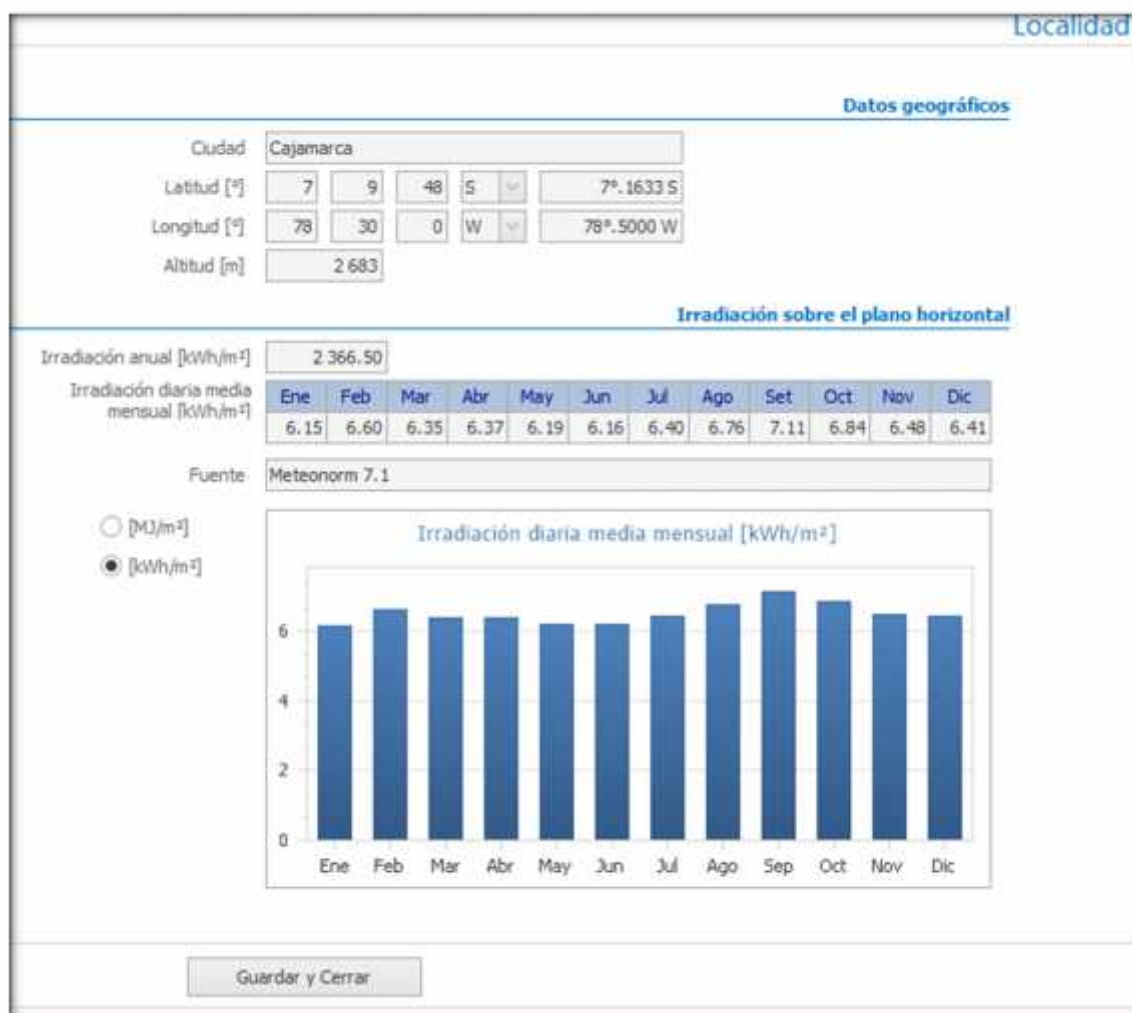 Localidad
Datos geográficos
Ciudad Cajamarca
Latitud [°] 7 9 48 S 7°.1633 S
Longitud [°] 78 30 0 W 78°.5000 W
Altitud [m] 2 683
Irradiación sobre el plano horizontal
Irradiación anual [kWh/m²] 2 366.50
Irradiación diaria media
mensual [kWh/m²]
Ene Feb Mar Abr May Jun Jul Ago Set Oct Nov Dic
6.15 6.60 6.35 6.37 6.19 6.16 6.40 6.76 7.11 6.84 6.48 6.41
Fuente Meteonorm 7.1
[MJ/m²]
[kWh/m²]
Irradiación diaria media mensual [kWh/m²]
6
4
2
0
Ene Feb Mar Abr May Jun Jul Ago Sep Oct Nov Dic
Guardar y Cerrar